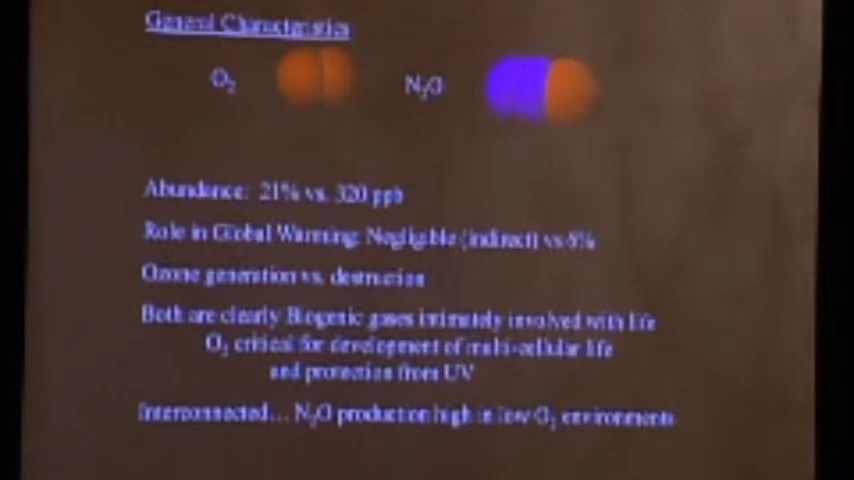 General Characteristics
O₂ N₂O
Abundance: 21% vs. 320 ppb
Role in Global Warming: Negligible (indirect) vs 6%
Ozone generation vs. destruction
Both are clearly Biogenic gases intimately involved with life
O₂ critical for development of multi-cellular life
and protection from UV
Interconnected... N₂O production high in low O₂ environments